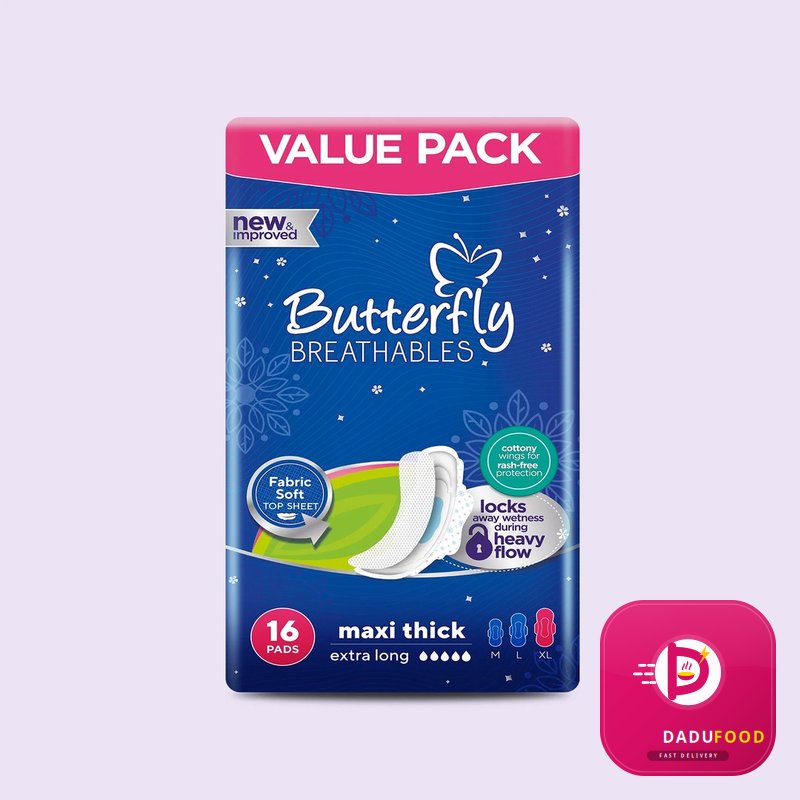 VALUE PACK
new &
improved
Butterfly
BREATHABLES
cottony
wings for
rash-free
protection
Fabric
Soft
TOP SHEET
locks
away wetness
during
heavy
flow
16
PADS
maxi thick
extra long
M L XL
DADUFOOD
FAST DELIVERY